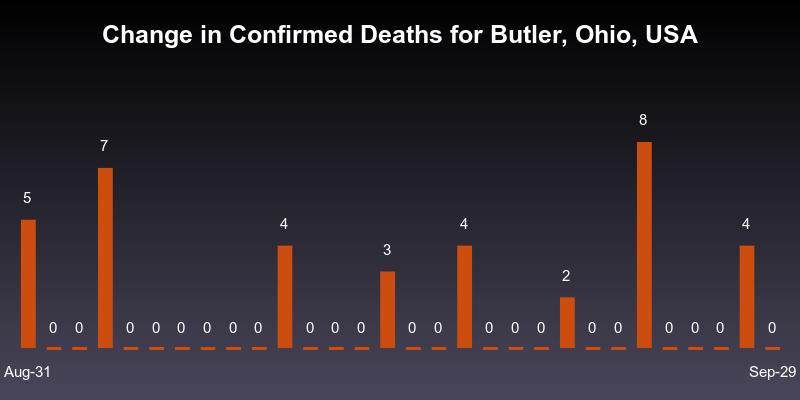 Change in Confirmed Deaths for Butler, Ohio, USA
5 0 0 7 0 0 0 0 0 0 4 0 0 0 3 0 0 4 0 0 0 2 0 0 8 0 0 0 4 0
Aug-31 Sep-29